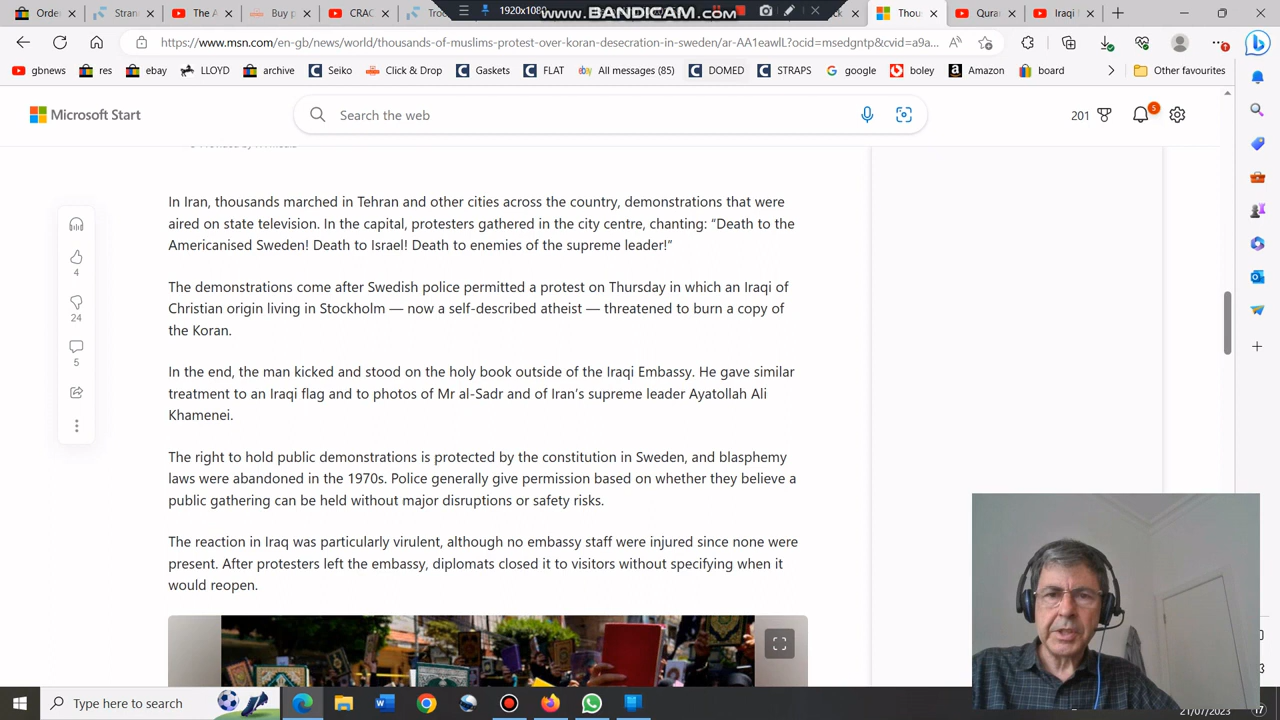 Orde
Stran
The A
Buy p
CRAC
Tro
1920x1080
www.BANDICAM.com
ck
Thou
Qura
Iraqi
https://www.msn.com/en-gb/news/world/thousands-of-muslims-protest-over-koran-desecration-in-sweden/ar-AA1eawlL?ocid=msedgntp&cvid=a9a...
gbnews
res
ebay
LLOYD
archive
Seiko
Click & Drop
Gaskets
FLAT
All messages (85)
DOMED
STRAPS
google
boley
Amazon
board
Other favourites
Microsoft Start
Search the web
201
5
In Iran, thousands marched in Tehran and other cities across the country, demonstrations that were
aired on state television. In the capital, protesters gathered in the city centre, chanting: “Death to the
Americanised Sweden! Death to Israel! Death to enemies of the supreme leader!”
The demonstrations come after Swedish police permitted a protest on Thursday in which an Iraqi of
Christian origin living in Stockholm — now a self-described atheist — threatened to burn a copy of
the Koran.
In the end, the man kicked and stood on the holy book outside of the Iraqi Embassy. He gave similar
treatment to an Iraqi flag and to photos of Mr al-Sadr and of Iran’s supreme leader Ayatollah Ali
Khamenei.
The right to hold public demonstrations is protected by the constitution in Sweden, and blasphemy
laws were abandoned in the 1970s. Police generally give permission based on whether they believe a
public gathering can be held without major disruptions or safety risks.
The reaction in Iraq was particularly virulent, although no embassy staff were injured since none were
present. After protesters left the embassy, diplomats closed it to visitors without specifying when it
would reopen.
4
24
5
Type here to search
21/07/2023
17